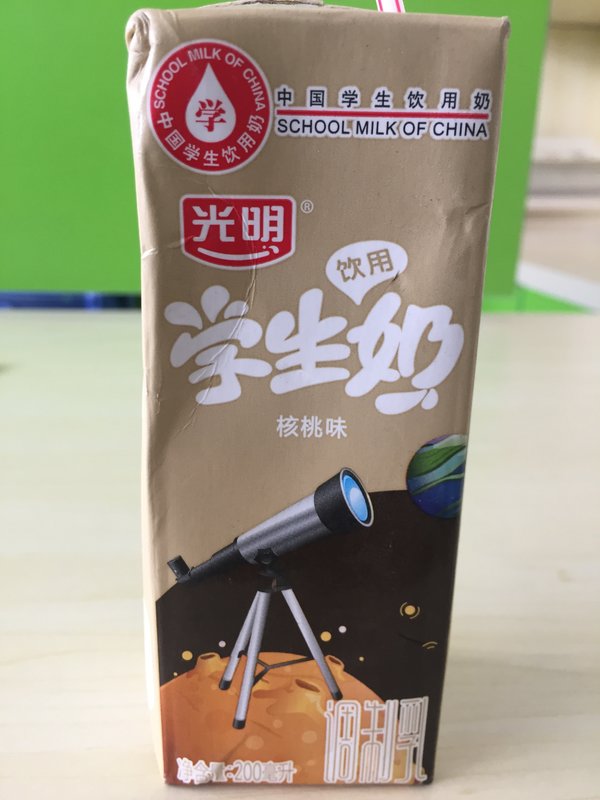 SCHOOL MILK OF CHINA
学
中国学生饮用奶
中国学生饮用奶
SCHOOL MILK OF CHINA
光明®
饮用
学生奶
核桃味
调制乳
净含量:200毫升